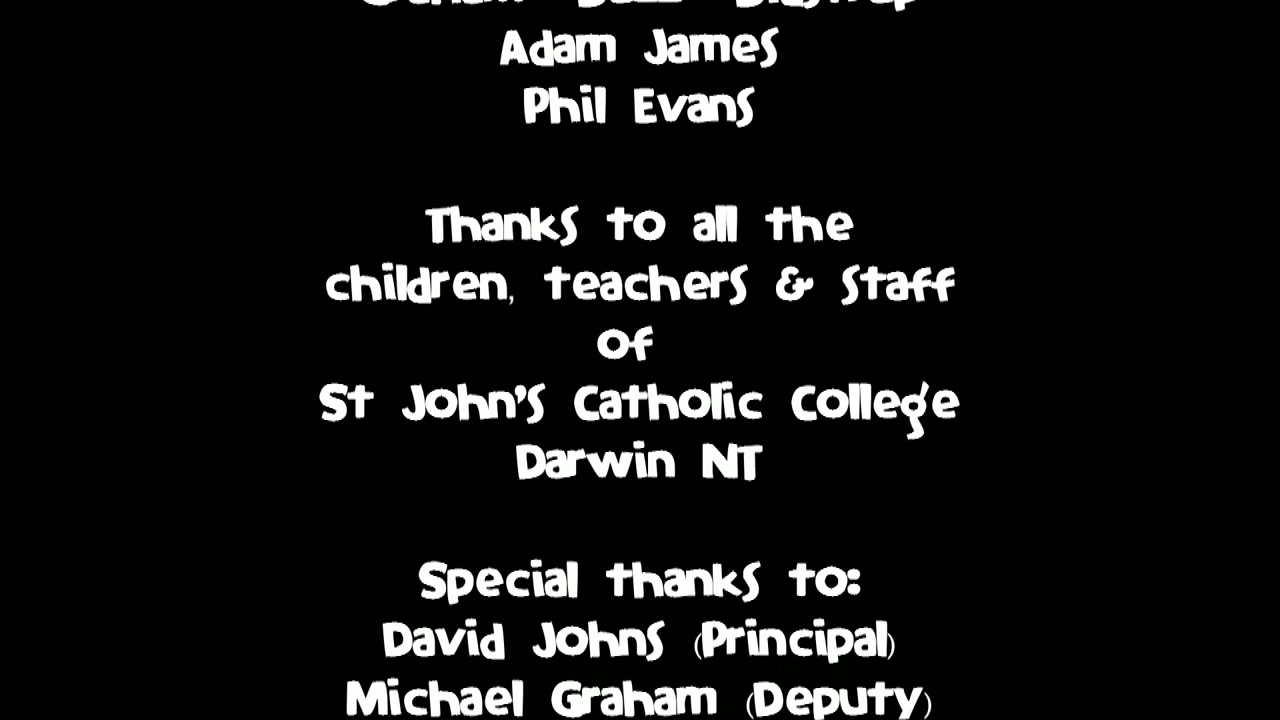 Adam James
Phil Evans
Thanks to all the
children, teachers & staff
of
St John's Catholic College
Darwin NT
Special thanks to:
David Johns (Principal)
Michael Graham (Deputy)